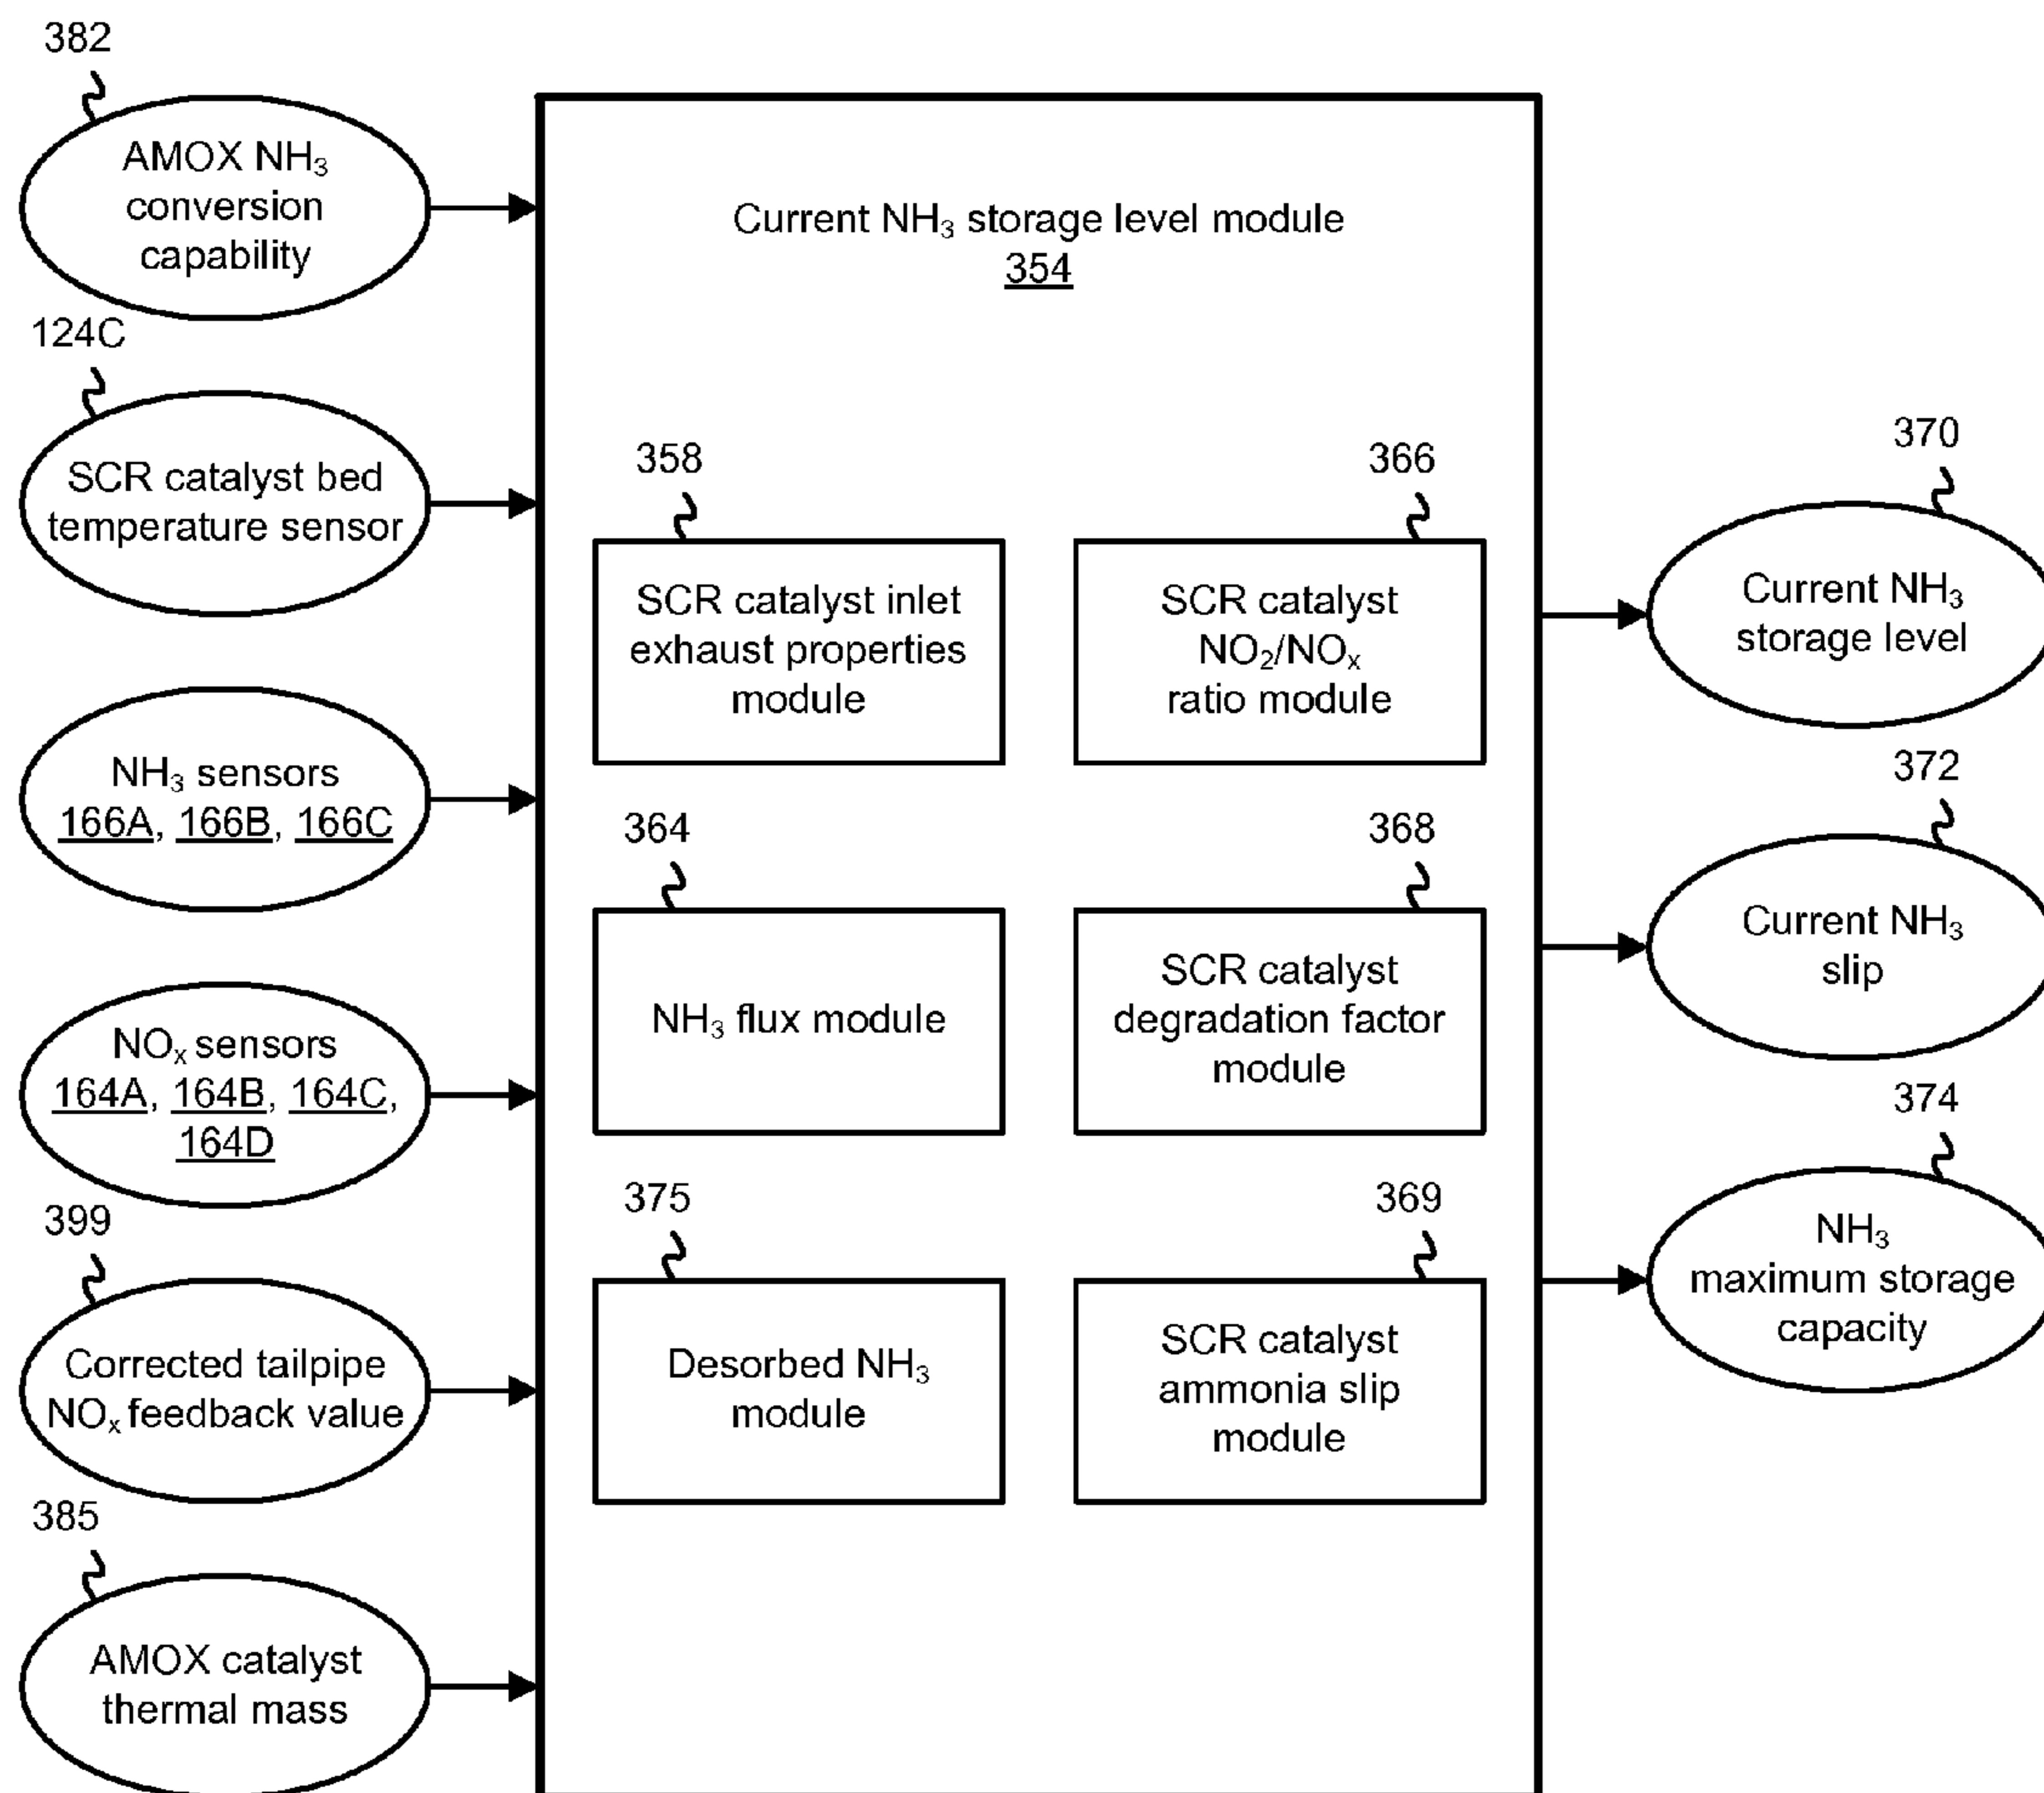 382
AMOX NH₃
conversion
capability
124C
SCR catalyst bed
temperature sensor
NH₃ sensors
166A, 166B, 166C
NOₓ sensors
164A, 164B, 164C,
164D
399
Corrected tailpipe
NOₓ feedback value
385
AMOX catalyst
thermal mass
Current NH₃ storage level module
354
358
SCR catalyst inlet
exhaust properties
module
366
SCR catalyst
NO₂/NOₓ
ratio module
364
NH₃ flux module
368
SCR catalyst
degradation factor
module
375
Desorbed NH₃
module
369
SCR catalyst
ammonia slip
module
370
Current NH₃
storage level
372
Current NH₃
slip
374
NH₃
maximum storage
capacity